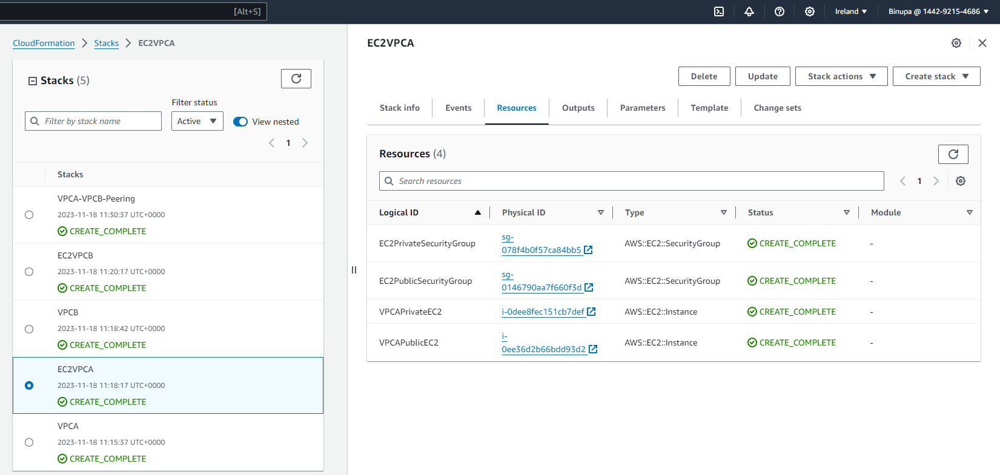 [Alt+S]
Ireland
Binupa @ 1442-9215-4686
CloudFormation
Stacks
EC2VPCA
Stacks (5)
Filter status
Filter by stack name
Active
View nested
1
Stacks
VPCA-VPCB-Peering
2023-11-18 11:30:37 UTC+0000
CREATE_COMPLETE
EC2VPCB
2023-11-18 11:20:17 UTC+0000
CREATE_COMPLETE
VPCB
2023-11-18 11:18:42 UTC+0000
CREATE_COMPLETE
EC2VPCA
2023-11-18 11:18:17 UTC+0000
CREATE_COMPLETE
VPCA
2023-11-18 11:15:37 UTC+0000
CREATE_COMPLETE
EC2VPCA
Delete
Update
Stack actions
Create stack
Stack info
Events
Resources
Outputs
Parameters
Template
Change sets
Resources (4)
Search resources
1
Logical ID
Physical ID
Type
Status
Module
EC2PrivateSecurityGroup
sg-
078f4b0f57ca84bb5
AWS::EC2::SecurityGroup
CREATE_COMPLETE
-
EC2PublicSecurityGroup
sg-
0146790aa7f660f3d
AWS::EC2::SecurityGroup
CREATE_COMPLETE
-
VPCAPrivateEC2
i-0dee8fec151cb7def
AWS::EC2::Instance
CREATE_COMPLETE
-
VPCAPublicEC2
i-
0ee36d2b66bdd93d2
AWS::EC2::Instance
CREATE_COMPLETE
-